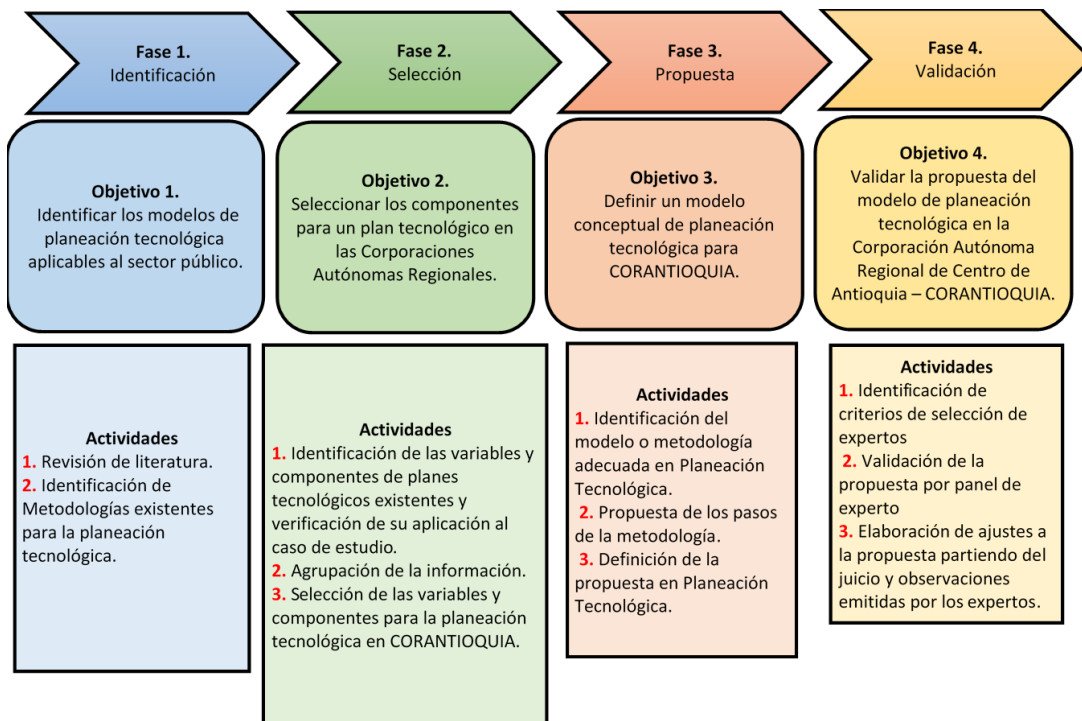 Fase 1.
Identificación
Fase 2.
Selección
Fase 3.
Propuesta
Fase 4.
Validación
Objetivo 1.
Identificar los modelos de
planeación tecnológica
aplicables al sector público.
Objetivo 2.
Seleccionar los componentes
para un plan tecnológico en
las Corporaciones
Autónomas Regionales.
Objetivo 3.
Definir un modelo
conceptual de planeación
tecnológica para
CORANTIOQUIA.
Objetivo 4.
Validar la propuesta del
modelo de planeación
tecnológica en la
Corporación Autónoma
Regional de Centro de
Antioquia – CORANTIOQUIA.
Actividades
1. Revisión de literatura.
2. Identificación de
Metodologías existentes
para la planeación
tecnológica.
Actividades
1. Identificación de las variables y
componentes de planes
tecnológicos existentes y
verificación de su aplicación al
caso de estudio.
2. Agrupación de la información.
3. Selección de las variables y
componentes para la planeación
tecnológica en CORANTIOQUIA.
Actividades
1. Identificación del
modelo o metodología
adecuada en Planeación
Tecnológica.
2. Propuesta de los pasos
de la metodología.
3. Definición de la
propuesta en Planeación
Tecnológica.
Actividades
1. Identificación de
criterios de selección de
expertos
2. Validación de la
propuesta por panel de
experto
3. Elaboración de ajustes a
la propuesta partiendo del
juicio y observaciones
emitidas por los expertos.